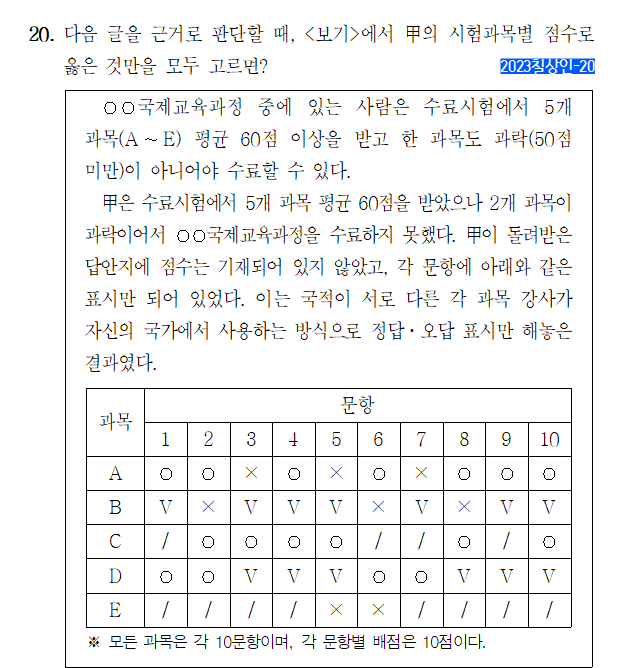 20. 다음 글을 근거로 판단할 때, <보기>에서 甲의 시험과목별 점수로
옳은 것만을 모두 고르면?
2023칠상인-20
○○국제교육과정 중에 있는 사람은 수료시험에서 5개
과목(A～E) 평균 60점 이상을 받고 한 과목도 과락(50점
미만)이 아니어야 수료할 수 있다.
甲은 수료시험에서 5개 과목 평균 60점을 받았으나 2개 과목이
과락이어서 ○○국제교육과정을 수료하지 못했다. 甲이 돌려받은
답안지에 점수는 기재되어 있지 않았고, 각 문항에 아래와 같은
표시만 되어 있었다. 이는 국적이 서로 다른 각 과목 강사가
자신의 국가에서 사용하는 방식으로 정답·오답 표시만 해놓은
결과였다.
과목 문항
1 2 3 4 5 6 7 8 9 10
A ○ ○ × ○ × ○ × ○ ○ ○
B V × V V V × V × V V
C / ○ ○ ○ ○ / / ○ / ○
D ○ ○ V V V ○ ○ V V V
E / / / / × × / / / /
※ 모든 과목은 각 10문항이며, 각 문항별 배점은 10점이다.